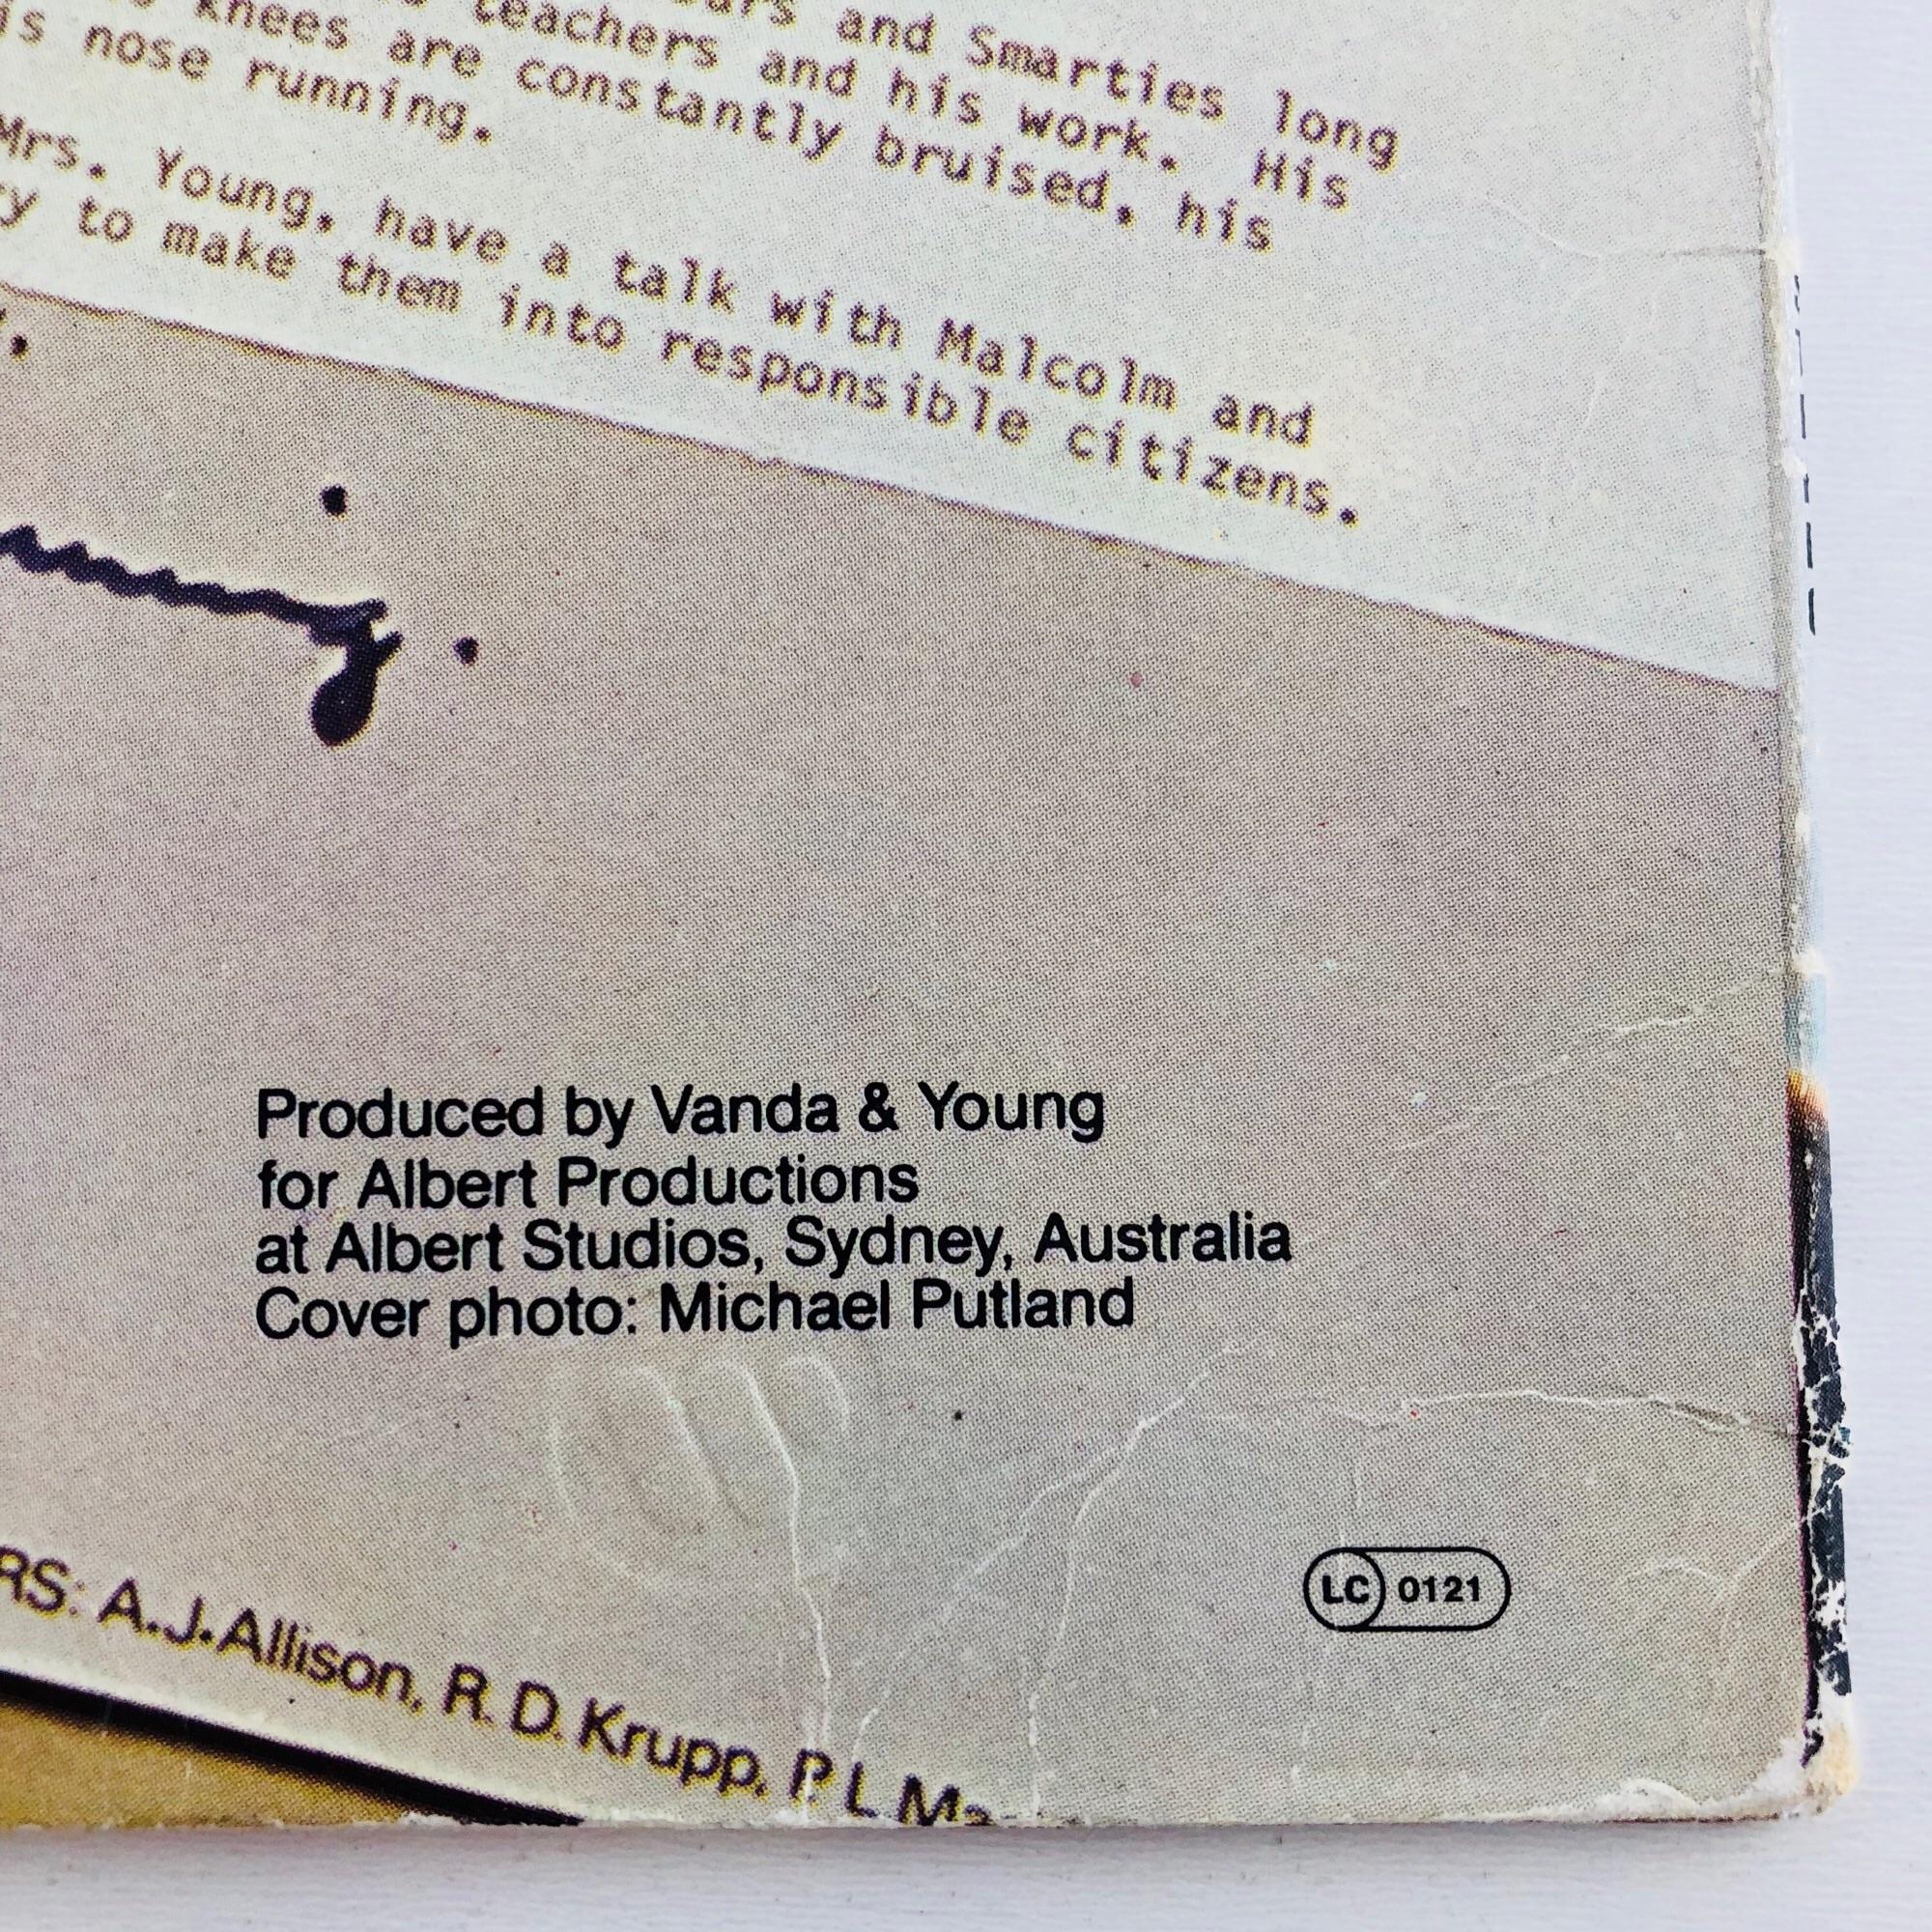 and Smarties long
teachers and his work. His
knees are constantly bruised, his
nose running.
Mrs. Young, have a talk with Malcolm and
to make them into responsible citizens.
Produced by Vanda & Young
for Albert Productions
at Albert Studios, Sydney, Australia
Cover photo: Michael Putland
LC 0121
RS: A.J.Allison, R.D.Krupp, P.L.Ma